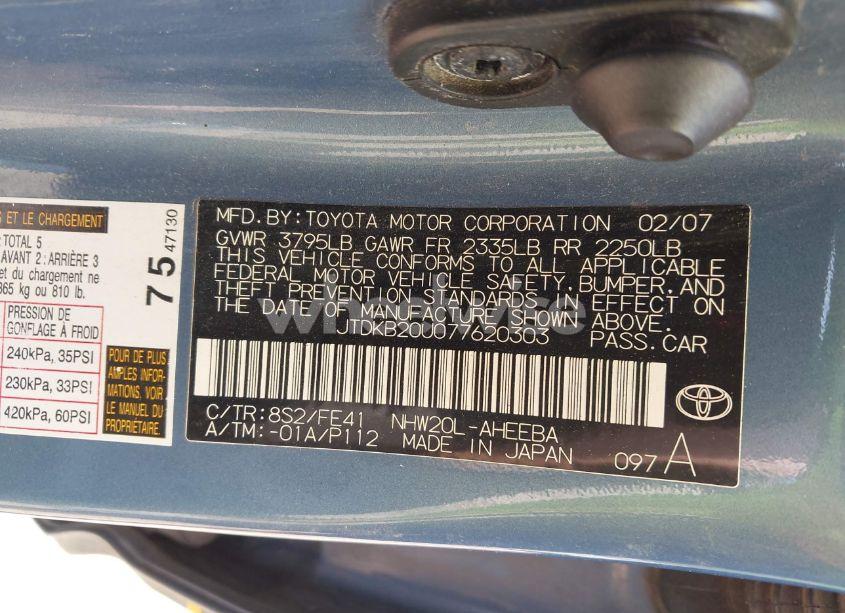 S ET LE CHARGEMENT
: TOTAL 5
AVANT 2 : ARRIÈRE 3
et du chargement ne
865 kg ou 810 lb.
PRESSION DE
GONFLAGE À FROID
240kPa, 35PSI
230kPa, 33PSI
420kPa, 60PSI
75
47130
POUR DE PLUS
AMPLES INFOR-
MATIONS, VOIR
LE MANUEL DU
PROPRIÉTAIRE.
MFD.BY:TOYOTA MOTOR CORPORATION 02/07
GVWR 3795LB GAWR FR 2335LB RR 2250LB
THIS VEHICLE CONFORMS TO ALL APPLICABLE
FEDERAL MOTOR VEHICLE SAFETY, BUMPER, AND
THEFT PREVENTION STANDARDS IN EFFECT ON
THE DATE OF MANUFACTURE SHOWN ABOVE.
JTDKB20U077620303 PASS.CAR
C/TR:8S2/FE41 NHW20L-AHEEBA
A/TM:-01A/P112 MADE IN JAPAN
097 A
wheelwise